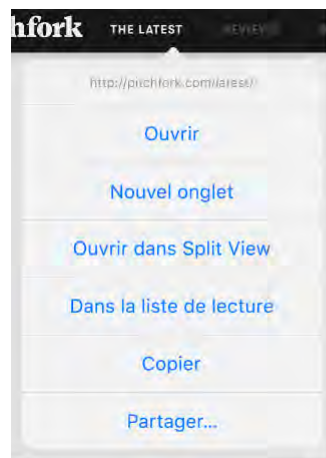 hfork THE LATEST REVIEWS
http://pitchfork.com/latest/
Ouvrir
Nouvel onglet
Ouvrir dans Split View
Dans la liste de lecture
Copier
Partager...